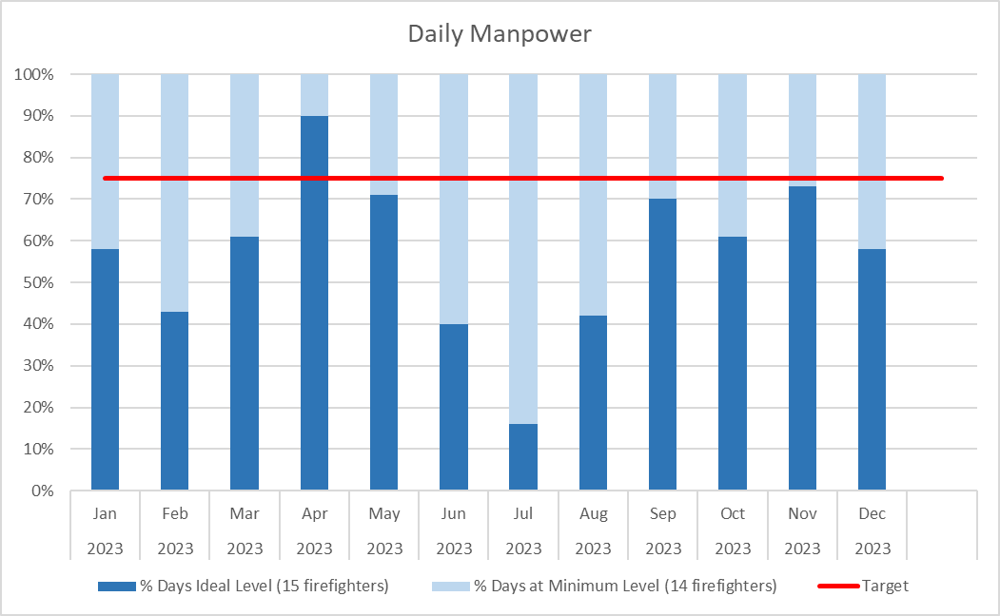 Daily Manpower
100%
90%
80%
70%
60%
50%
40%
30%
20%
10%
0%
Jan Feb Mar Apr May Jun Jul Aug Sep Oct Nov Dec
2023 2023 2023 2023 2023 2023 2023 2023 2023 2023 2023 2023
% Days Ideal Level (15 firefighters) % Days at Minimum Level (14 firefighters) Target